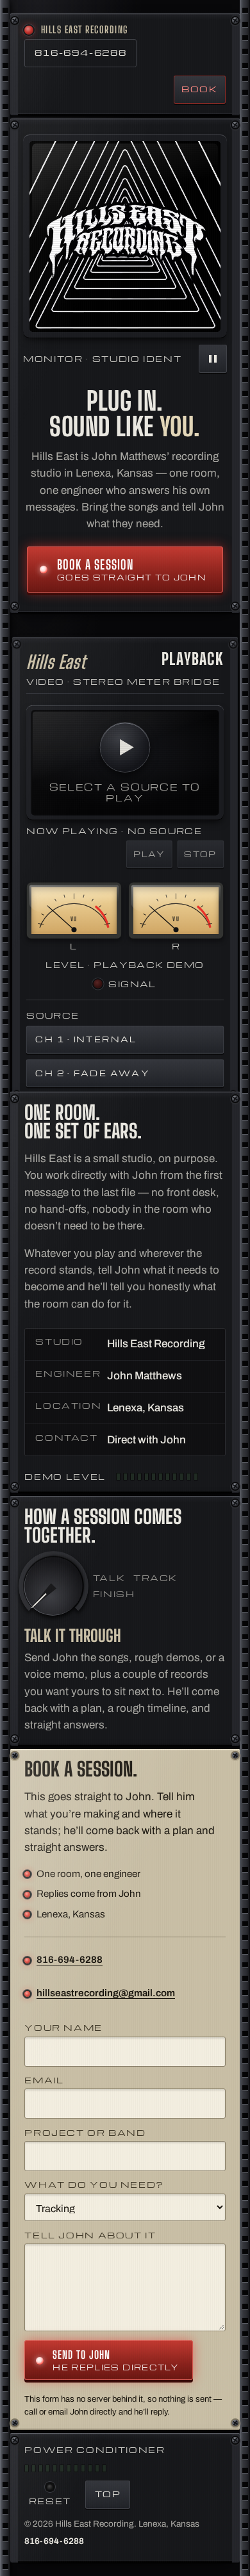 HILLS EAST RECORDING
816-694-6288
BOOK
HILLS EAST
RECORDING
MONITOR · STUDIO IDENT
PLUG IN.
SOUND LIKE YOU.
Hills East is John Matthews’ recording
studio in Lenexa, Kansas — one room,
one engineer who answers his own
messages. Bring the songs and tell John
what they need.
BOOK A SESSION
GOES STRAIGHT TO JOHN
Hills East
PLAYBACK
VIDEO · STEREO METER BRIDGE
SELECT A SOURCE TO
PLAY
NOW PLAYING · NO SOURCE
PLAY
STOP
VU
VU
L
R
LEVEL · PLAYBACK DEMO
SIGNAL
SOURCE
CH 1 · INTERNAL
CH 2 · FADE AWAY
ONE ROOM.
ONE SET OF EARS.
Hills East is a small studio, on purpose.
You work directly with John from the first
message to the last file — no front desk,
no hand-offs, nobody in the room who
doesn’t need to be there.
Whatever you play and wherever the
record stands, tell John what it needs to
become and he’ll tell you honestly what
the room can do for it.
STUDIO Hills East Recording
ENGINEER John Matthews
LOCATION Lenexa, Kansas
CONTACT Direct with John
DEMO LEVEL
HOW A SESSION COMES
TOGETHER.
TALK TRACK
FINISH
TALK IT THROUGH
Send John the songs, rough demos, or a
voice memo, plus a couple of records
you want yours to sit next to. He’ll come
back with a plan, a rough timeline, and
straight answers.
BOOK A SESSION.
This goes straight to John. Tell him
what you’re making and where it
stands; he’ll come back with a plan and
straight answers.
One room, one engineer
Replies come from John
Lenexa, Kansas
816-694-6288
hillseastrecording@gmail.com
YOUR NAME
EMAIL
PROJECT OR BAND
WHAT DO YOU NEED?
Tracking
TELL JOHN ABOUT IT
SEND TO JOHN
HE REPLIES DIRECTLY
This form has no server behind it, so nothing is sent —
call or email John directly and he’ll reply.
POWER CONDITIONER
RESET
TOP
© 2026 Hills East Recording. Lenexa, Kansas
816-694-6288